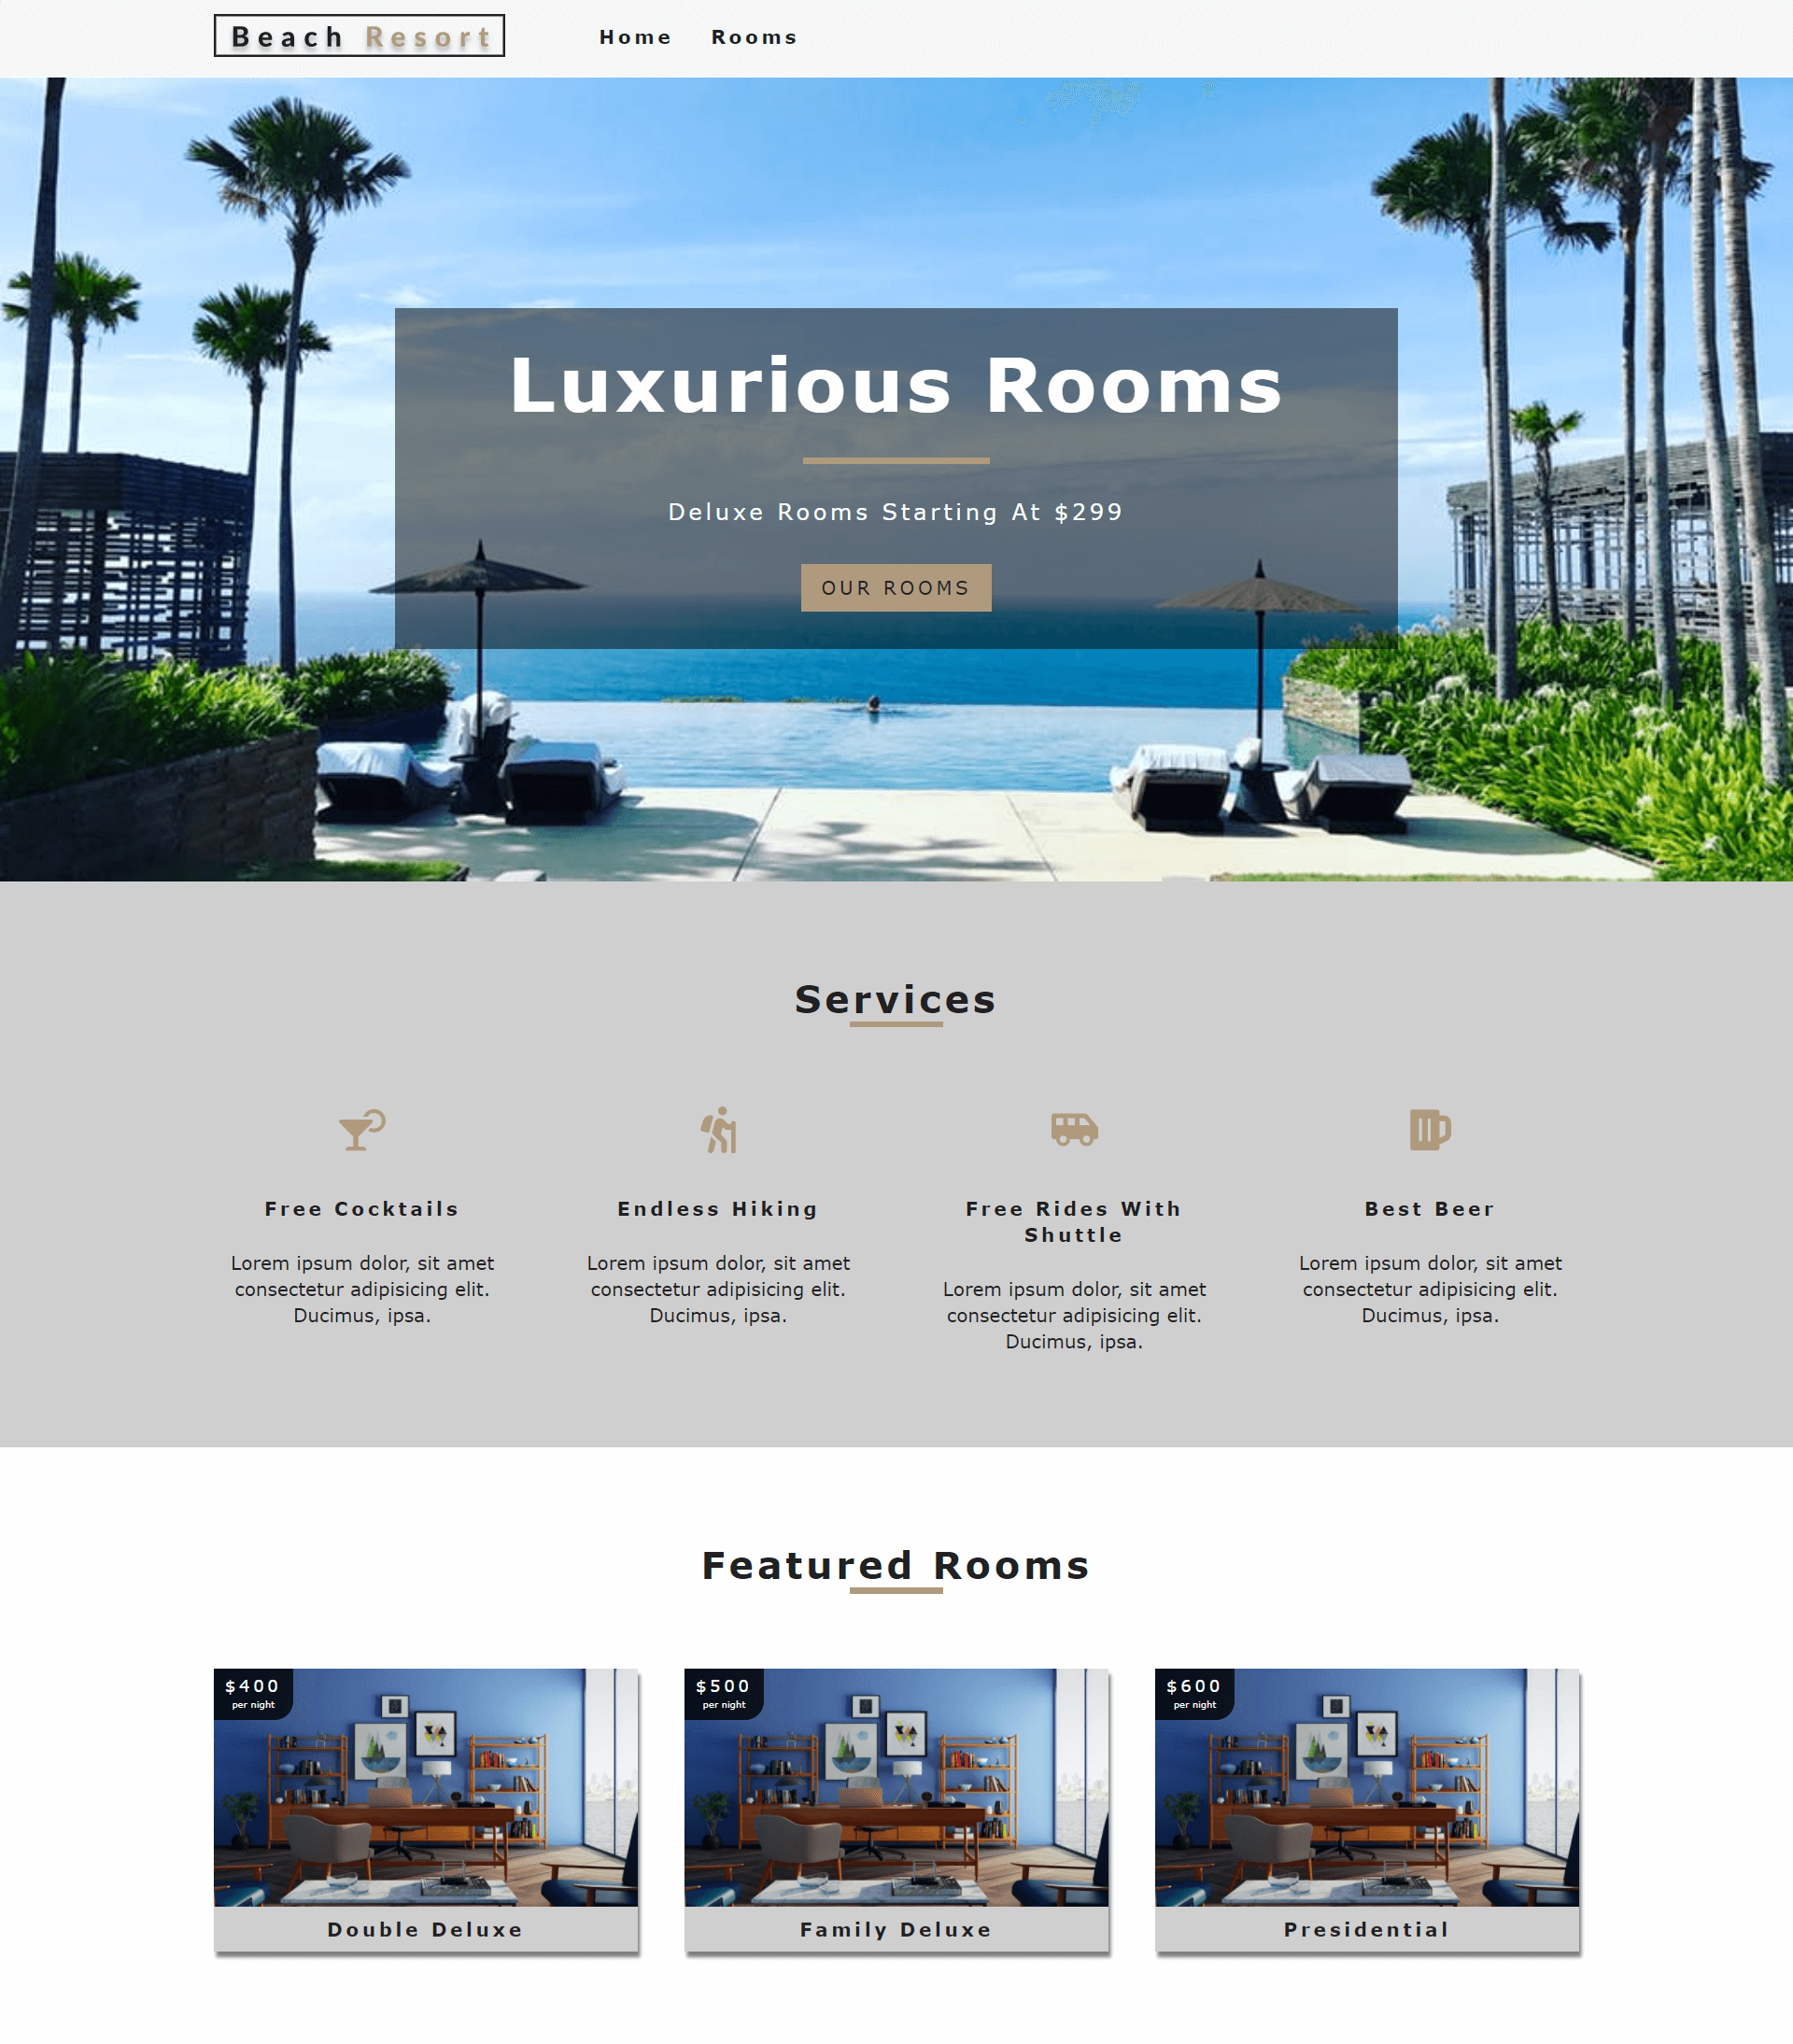 Beach Resort
Home Rooms
Luxurious Rooms
Deluxe Rooms Starting At $299
OUR ROOMS
Services
Free Cocktails
Lorem ipsum dolor, sit amet
consectetur adipisicing elit.
Ducimus, ipsa.
Endless Hiking
Lorem ipsum dolor, sit amet
consectetur adipisicing elit.
Ducimus, ipsa.
Free Rides With
Shuttle
Lorem ipsum dolor, sit amet
consectetur adipisicing elit.
Ducimus, ipsa.
Best Beer
Lorem ipsum dolor, sit amet
consectetur adipisicing elit.
Ducimus, ipsa.
Featured Rooms
$400
per night
Double Deluxe
$500
per night
Family Deluxe
$600
per night
Presidential